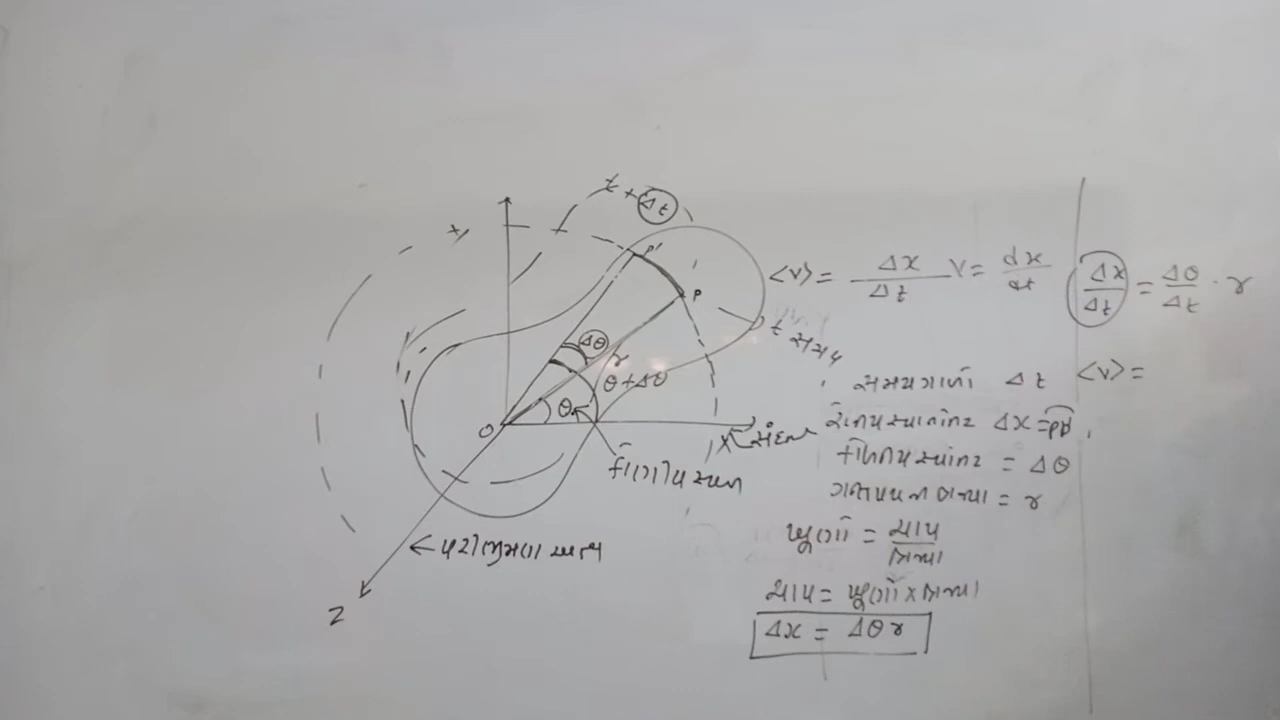 t + Δt
y
P'
P
<v> = Δx/Δt
v = dx/dt
Δx/Δt = Δθ/Δt · r
t સમય
Δθ
r
θ + Δθ
θ
O
X
સમયગાળો Δt
<v> =
રેખીય સ્થાનાંતર Δx = PP'
કોણીય સ્થાન
કોણીય સ્થાનાંતર = Δθ
ત્રિજ્યા = r
ખૂણો = ચાપ/ત્રિજ્યા
← પરિભ્રમણ અક્ષ
ચાપ = ખૂણો × ત્રિજ્યા
Z
Δx = Δθ r